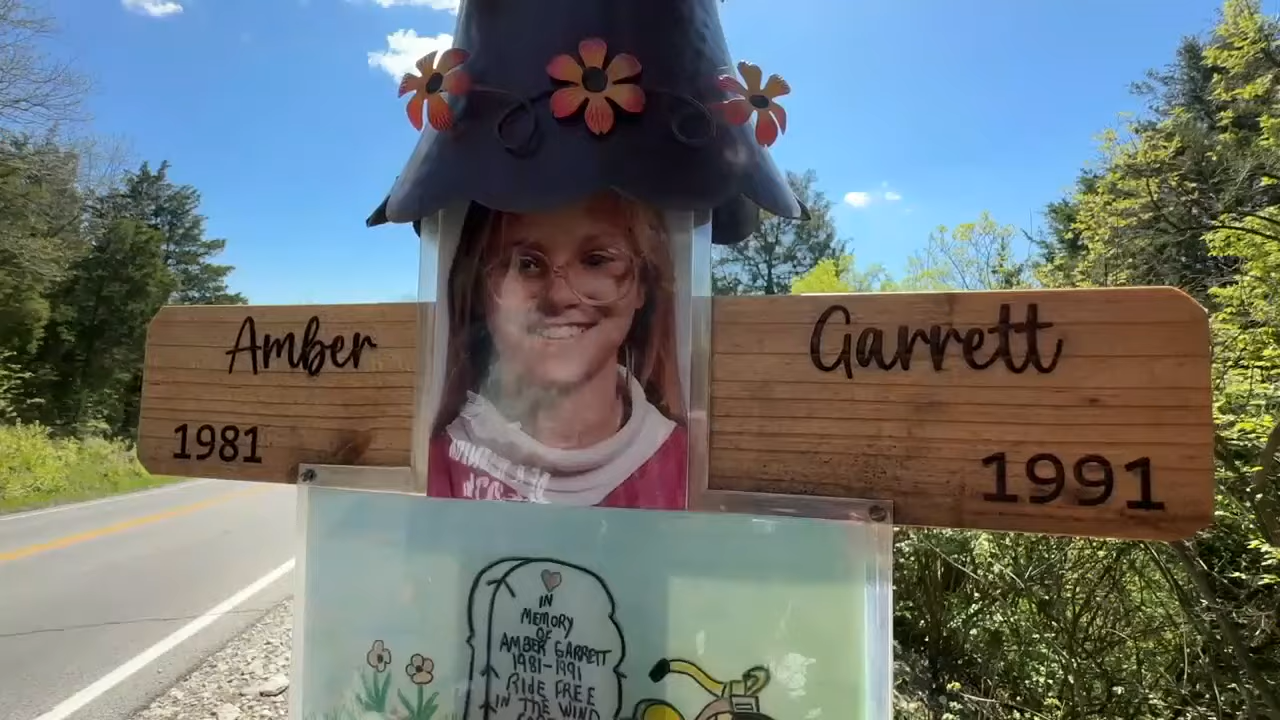 Amber
Garrett
1981
1991
IN
MEMORY
OF
AMBER GARRETT
1981-1991
RIDE FREE
IN THE WIND